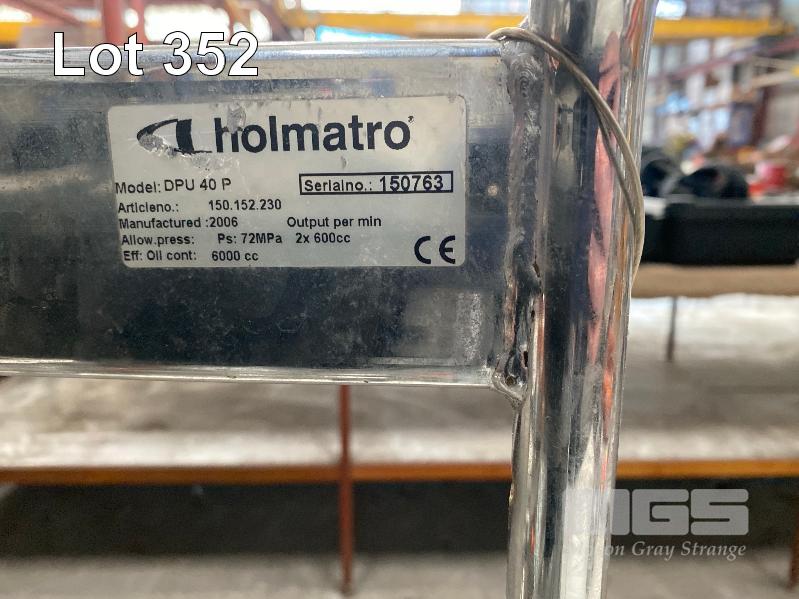 Lot 352
holmatro
Model: DPU 40 P
Serialno.: 150763
Articleno.: 150.152.230
Manufactured :2006 Output per min
Allow.press: Ps: 72MPa 2x 600cc
Eff: Oil cont: 6000 cc
CE
MGS
on Gray Strange